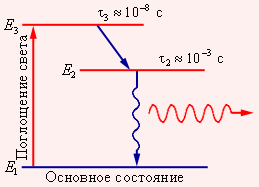 τ₃ ≈ 10⁻⁸ с
E₃
τ₂ ≈ 10⁻³ с
E₂
Поглощение света
E₁
Основное состояние